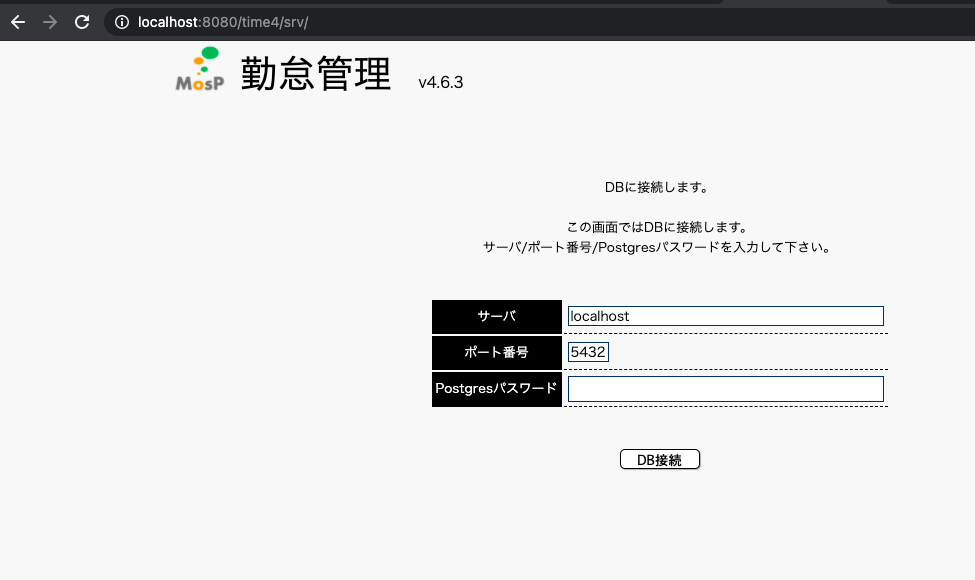 localhost:8080/time4/srv/
MosP 勤怠管理 v4.6.3
DBに接続します。
この画面ではDBに接続します。
サーバ/ポート番号/Postgresパスワードを入力して下さい。
サーバ localhost
ポート番号 5432
Postgresパスワード
DB接続